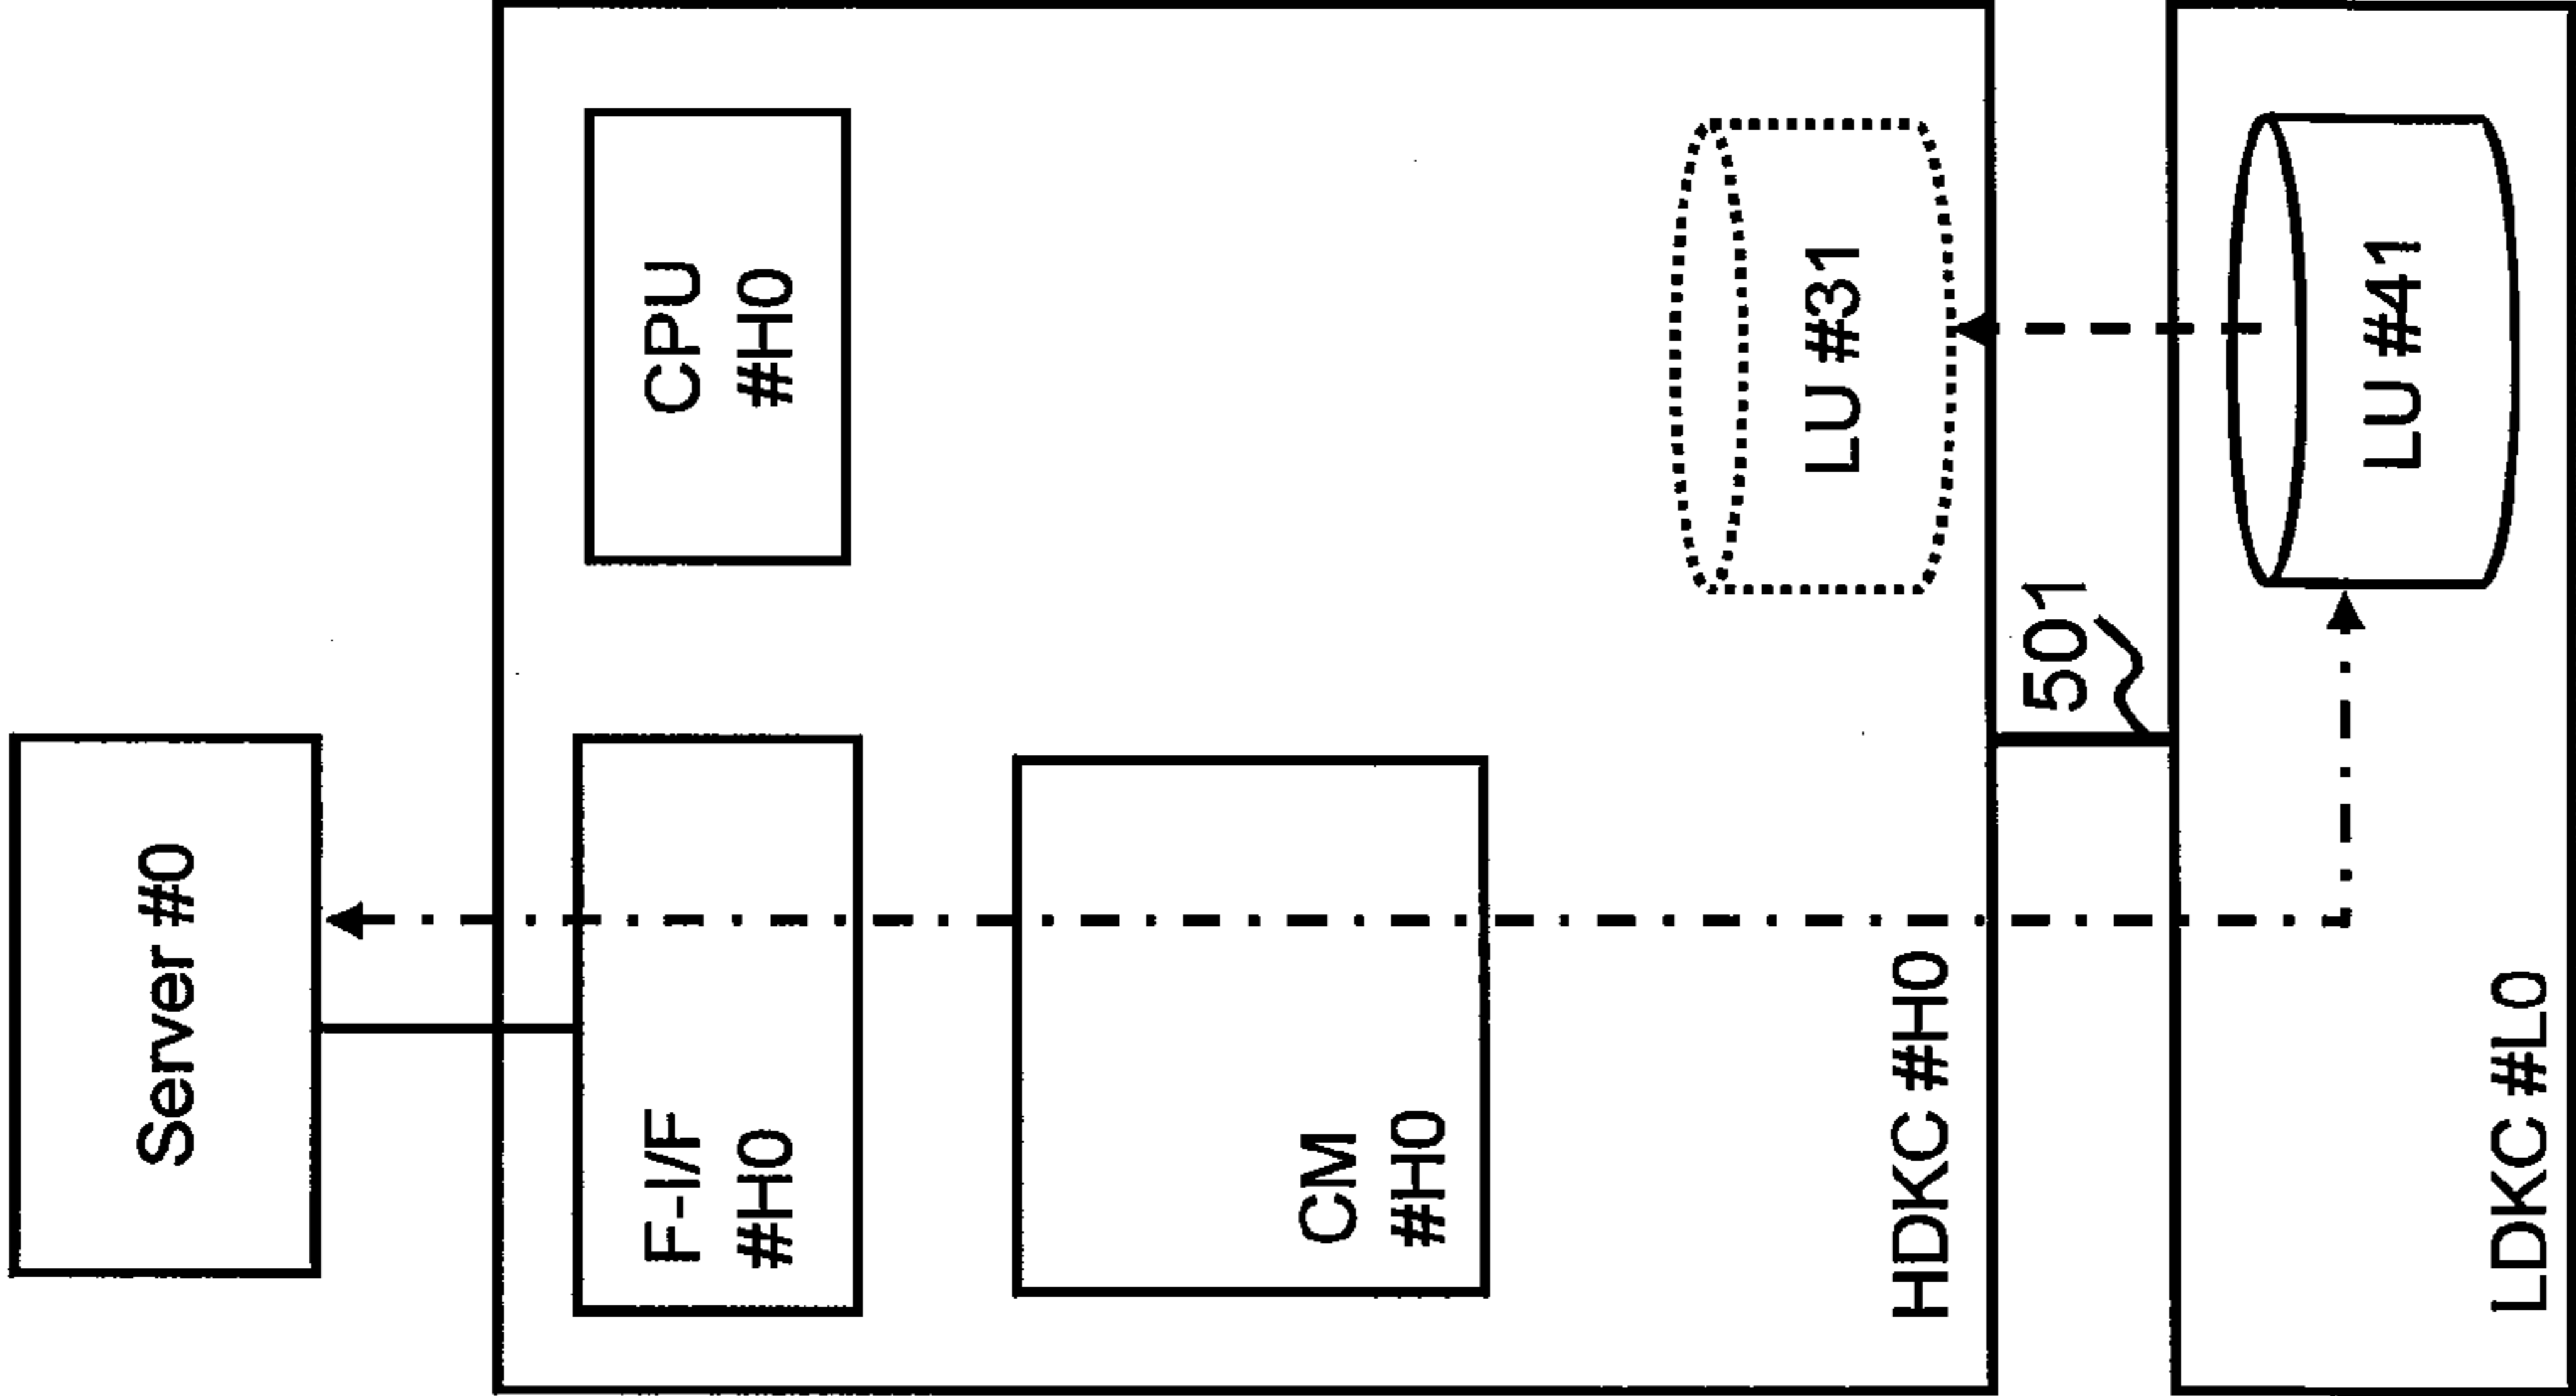 Server #0
F-I/F
#H0
CPU
#H0
CM
#H0
LU #31
HDKC #H0
501
LU #41
LDKC #L0